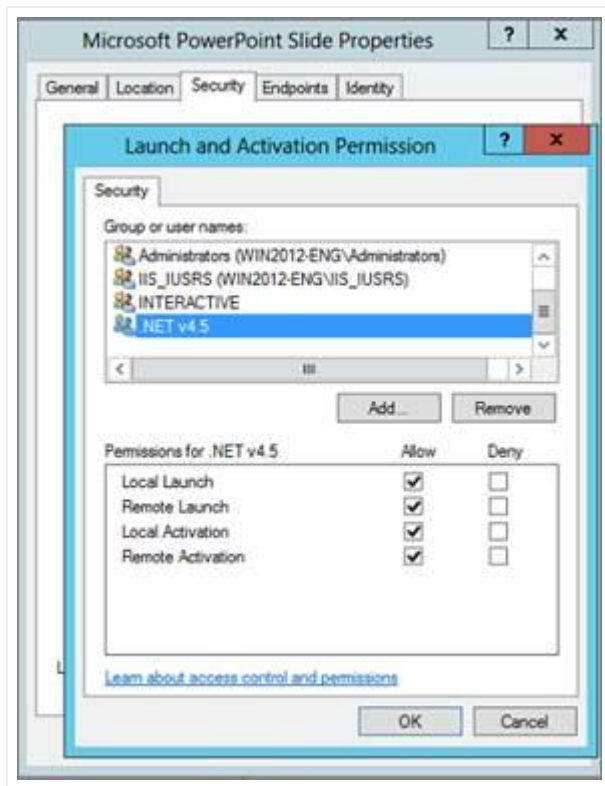 Microsoft PowerPoint Slide Properties ? x
General Location Security Endpoints Identity
Launch and Activation Permission ? x
Security
Group or user names:
Administrators (WIN2012-ENG\Administrators)
IIS_IUSRS (WIN2012-ENG\IIS_IUSRS)
INTERACTIVE
.NET v4.5
Add... Remove
Permissions for .NET v4.5 Allow Deny
Local Launch
Remote Launch
Local Activation
Remote Activation
L
Learn about access control and permissions
OK Cancel